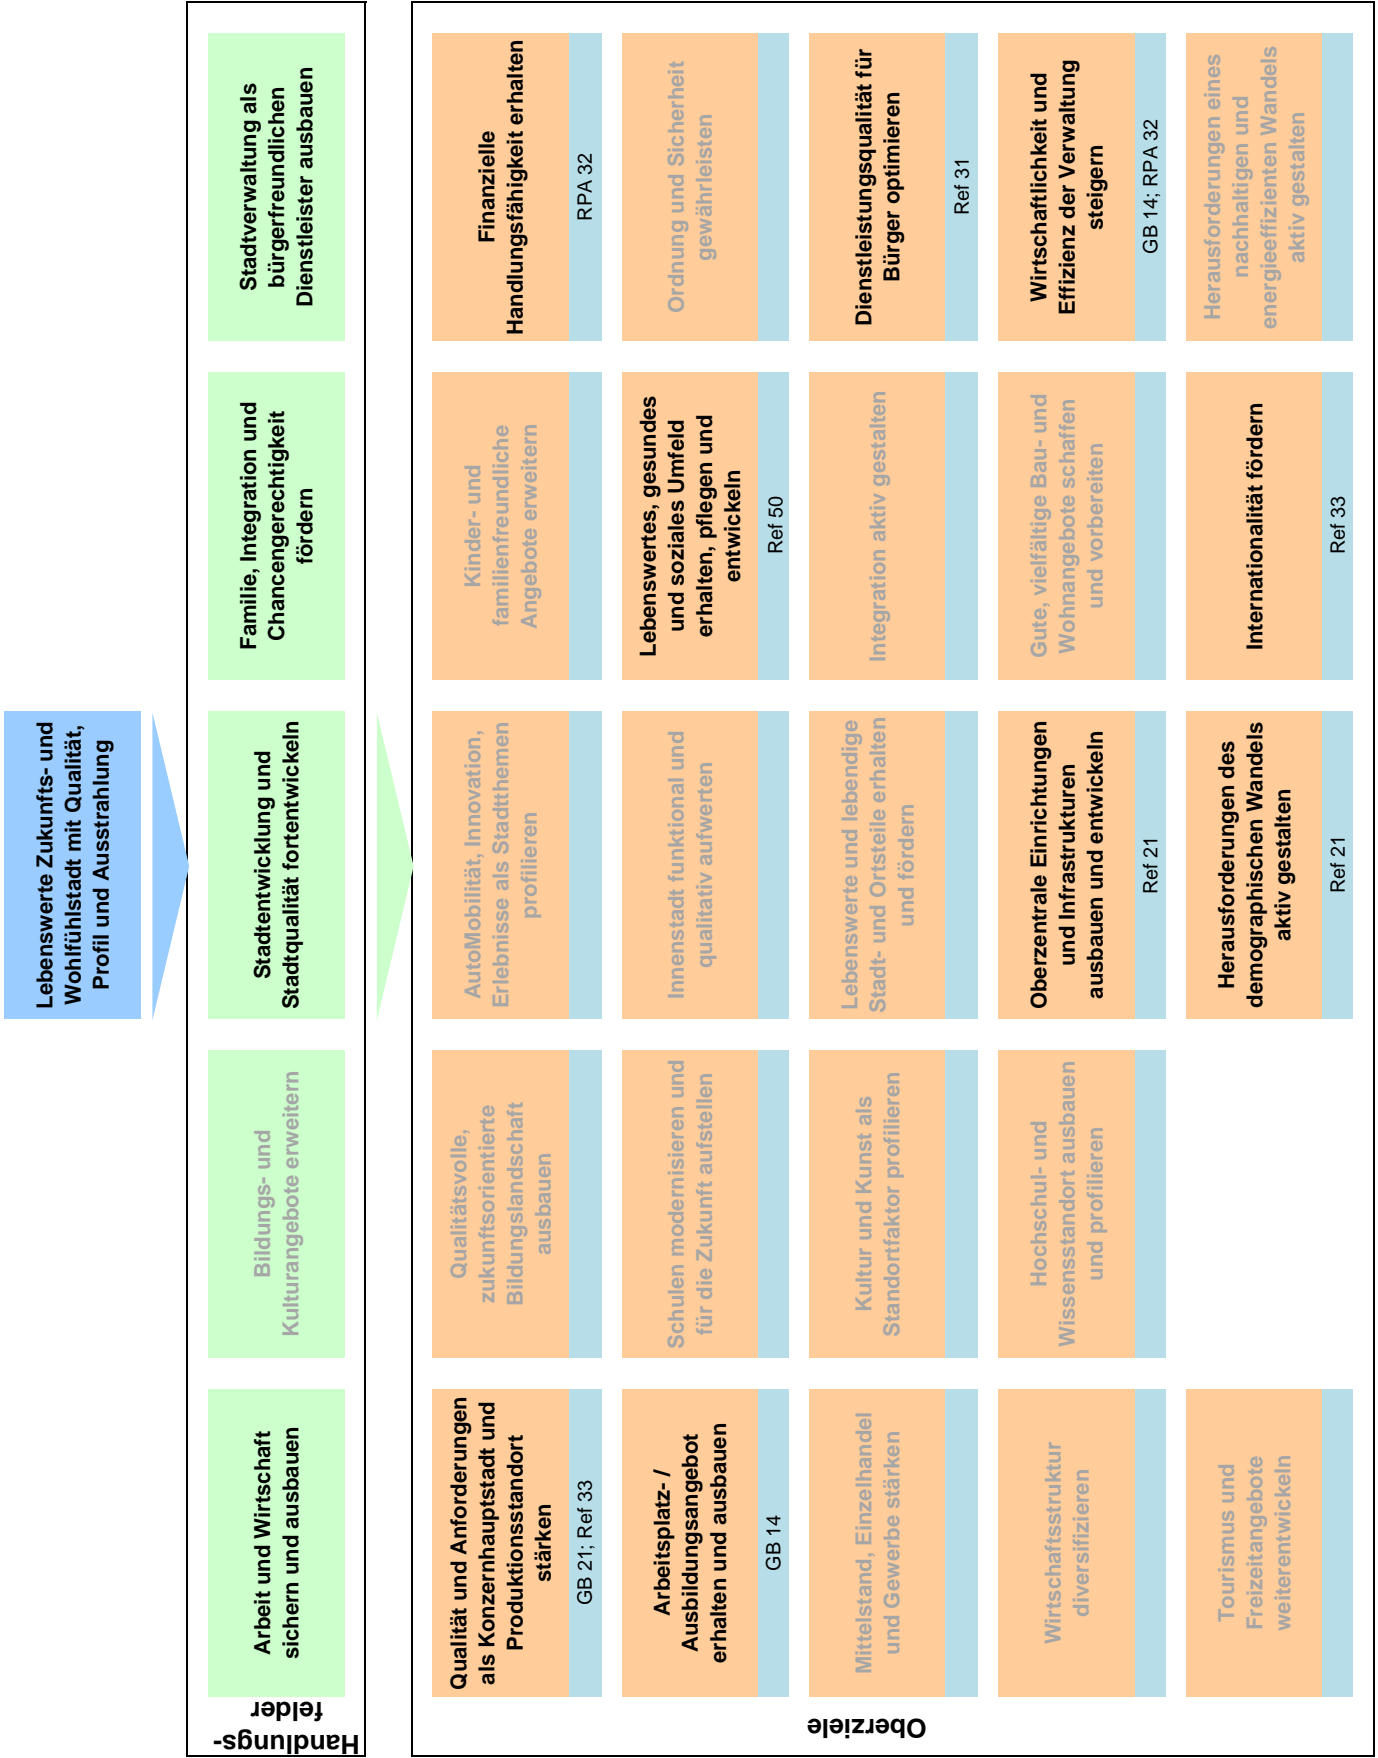 Lebenswerte Zukunfts- und
Wohlfühlstadt mit Qualität,
Profil und Ausstrahlung
Handlungs-
felder
Arbeit und Wirtschaft
sichern und ausbauen
Bildungs- und
Kulturangebote erweitern
Stadtentwicklung und
Stadtqualität fortentwickeln
Familie, Integration und
Chancengerechtigkeit
fördern
Stadtverwaltung als
bürgerfreundlichen
Dienstleister ausbauen
Oberziele
Qualität und Anforderungen
als Konzernhauptstadt und
Produktionsstandort
stärken
GB 21; Ref 33
Qualitätsvolle,
zukunftsorientierte
Bildungslandschaft
ausbauen
AutoMobilität, Innovation,
Erlebnisse als Stadtthemen
profilieren
Kinder- und
familienfreundliche
Angebote erweitern
Finanzielle
Handlungsfähigkeit erhalten
RPA 32
Arbeitsplatz- /
Ausbildungsangebot
erhalten und ausbauen
GB 14
Schulen modernisieren und
für die Zukunft aufstellen
Innenstadt funktional und
qualitativ aufwerten
Lebenswertes, gesundes
und soziales Umfeld
erhalten, pflegen und
entwickeln
Ref 50
Ordnung und Sicherheit
gewährleisten
Mittelstand, Einzelhandel
und Gewerbe stärken
Kultur und Kunst als
Standortfaktor profilieren
Lebenswerte und lebendige
Stadt- und Ortsteile erhalten
und fördern
Integration aktiv gestalten
Dienstleistungsqualität für
Bürger optimieren
Ref 31
Wirtschaftsstruktur
diversifizieren
Hochschul- und
Wissensstandort ausbauen
und profilieren
Oberzentrale Einrichtungen
und Infrastrukturen
ausbauen und entwickeln
Ref 21
Gute, vielfältige Bau- und
Wohnangebote schaffen
und vorbereiten
Wirtschaftlichkeit und
Effizienz der Verwaltung
steigern
GB 14; RPA 32
Tourismus und
Freizeitangebote
weiterentwickeln
Herausforderungen des
demographischen Wandels
aktiv gestalten
Ref 21
Internationalität fördern
Ref 33
Herausforderungen eines
nachhaltigen und
energieeffizienten Wandels
aktiv gestalten